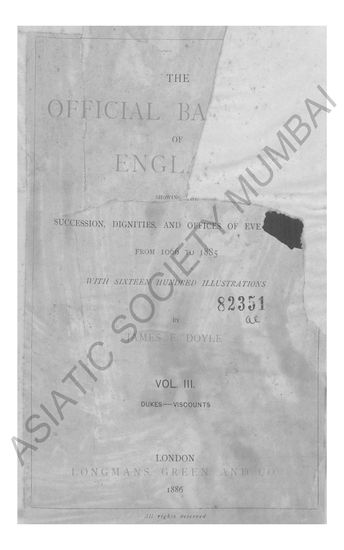 THE
OFFICIAL BA
OF
ENGL
SHOWING THE
SUCCESSION, DIGNITIES, AND OFFICES OF EVE
FROM 1066 TO 1885
WITH SIXTEEN HUNDRED ILLUSTRATIONS
82351
BY
JAMES E. DOYLE
VOL. III.
DUKES—VISCOUNTS
LONDON
LONGMANS, GREEN AND CO.
1886
All rights reserved
ASIATIC SOCIETY MUMBAI